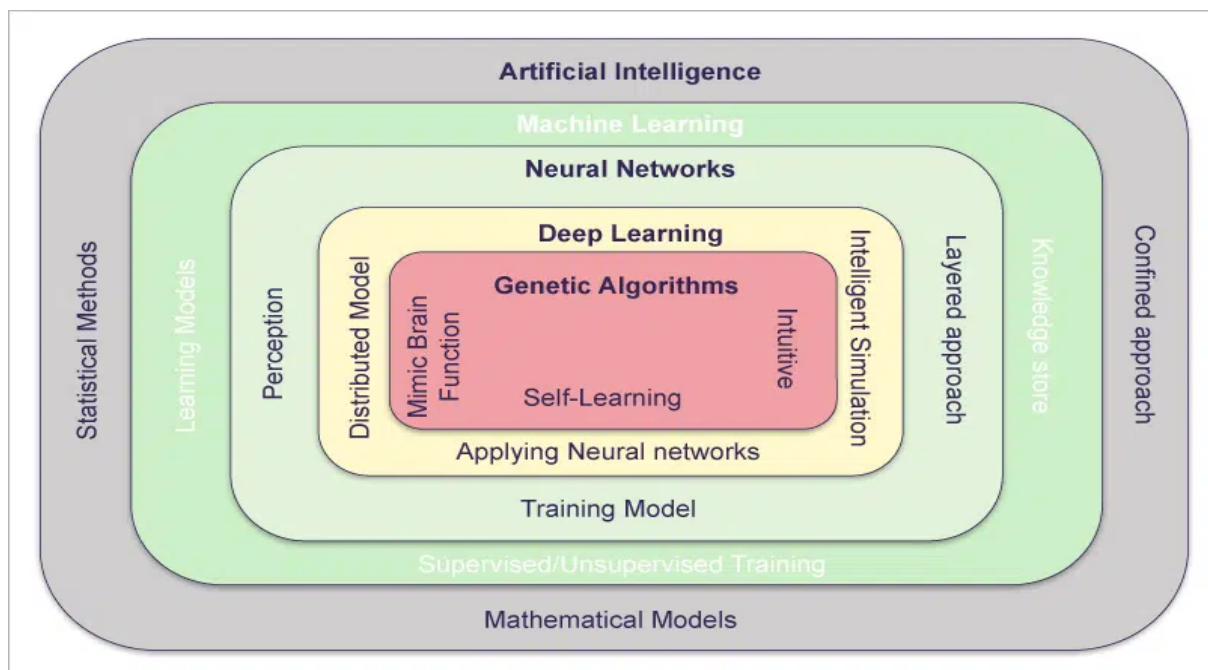 Artificial Intelligence
Machine Learning
Neural Networks
Deep Learning
Genetic Algorithms
Statistical Methods
Learning Models
Perception
Distributed Model
Mimic Brain
Function
Intuitive
Intelligent Simulation
Layered approach
Knowledge store
Confined approach
Self-Learning
Applying Neural networks
Training Model
Supervised/Unsupervised Training
Mathematical Models